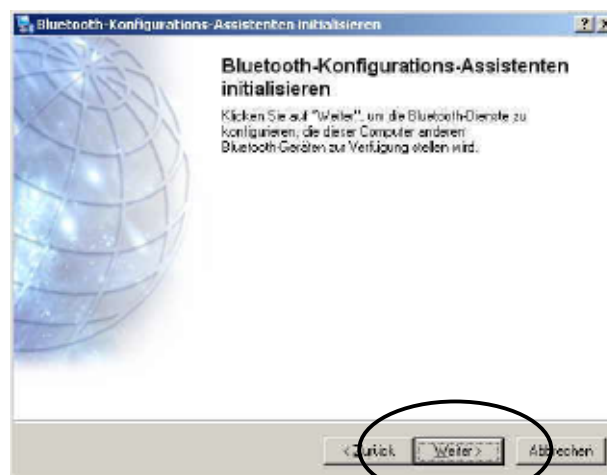 Bluetooth-Konfigurations-Assistenten initialisieren
Bluetooth-Konfigurations-Assistenten
initialisieren
Klicken Sie auf "Weiter", um die Bluetooth-Dienste zu
konfigurieren, die dieser Computer anderen
Bluetooth-Geräten zur Verfügung stellen wird.
< Zurück Weiter > Abbrechen